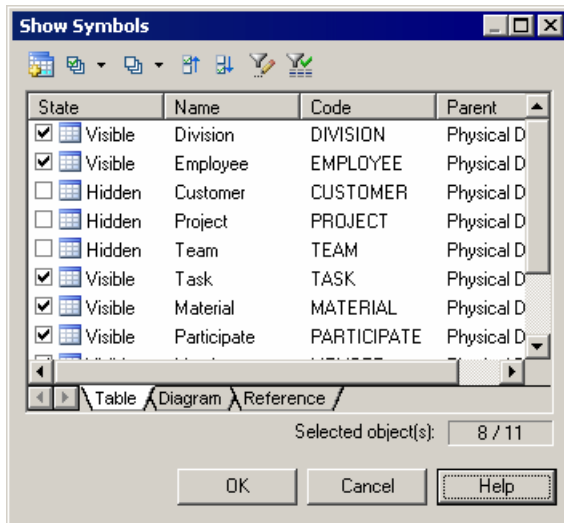 Show Symbols
State Name Code Parent
Visible Division DIVISION Physical D
Visible Employee EMPLOYEE Physical D
Hidden Customer CUSTOMER Physical D
Hidden Project PROJECT Physical D
Hidden Team TEAM Physical D
Visible Task TASK Physical D
Visible Material MATERIAL Physical D
Visible Participate PARTICIPATE Physical D
Table Diagram Reference
Selected object(s): 8 / 11
OK Cancel Help